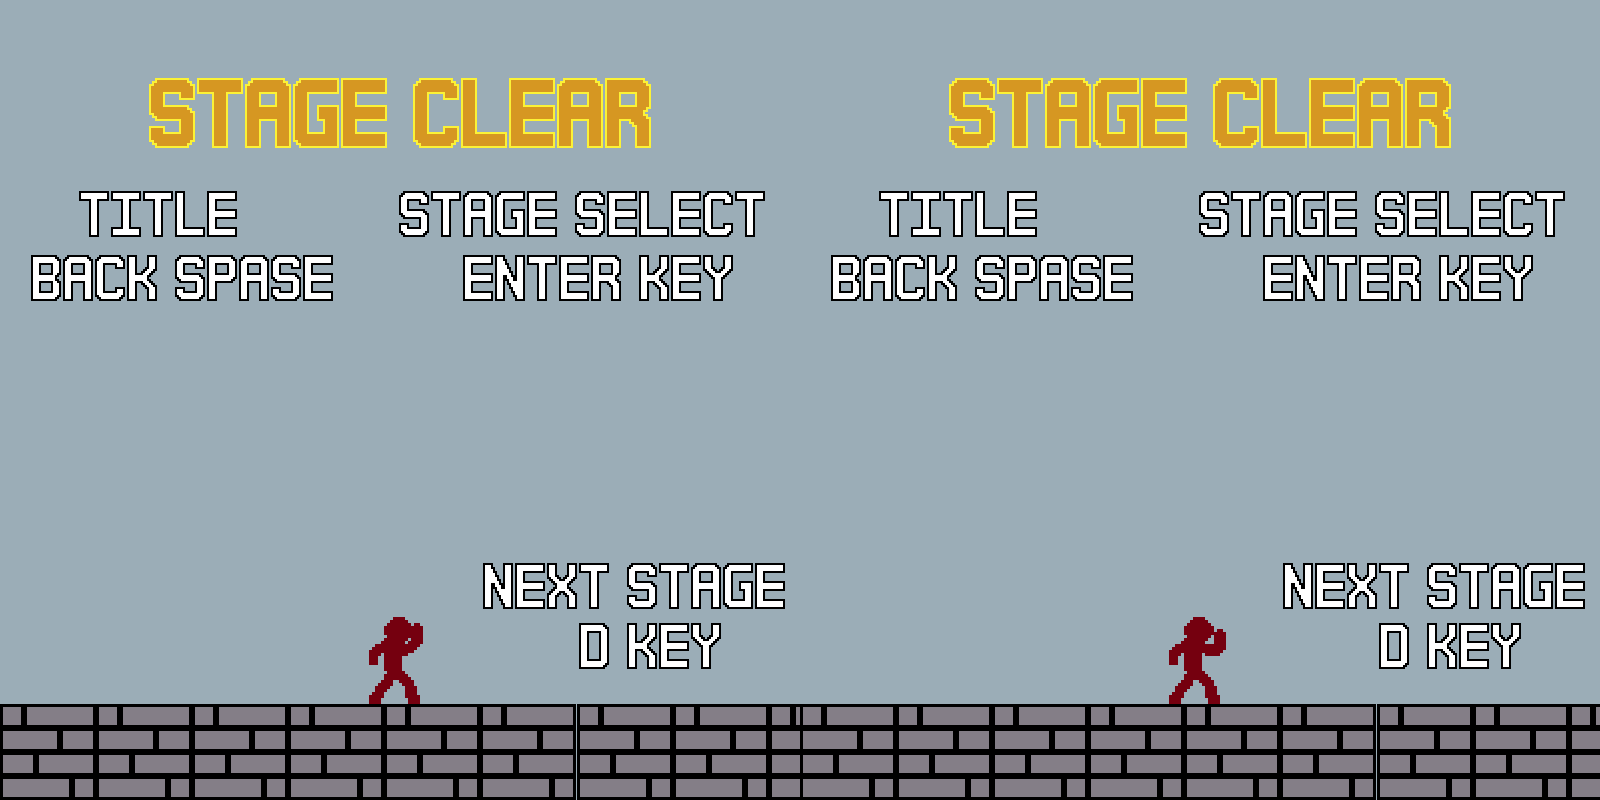 STAGE CLEAR
TITLE
BACK SPASE
STAGE SELECT
ENTER KEY
NEXT STAGE
D KEY
STAGE CLEAR
TITLE
BACK SPASE
STAGE SELECT
ENTER KEY
NEXT STAGE
D KEY